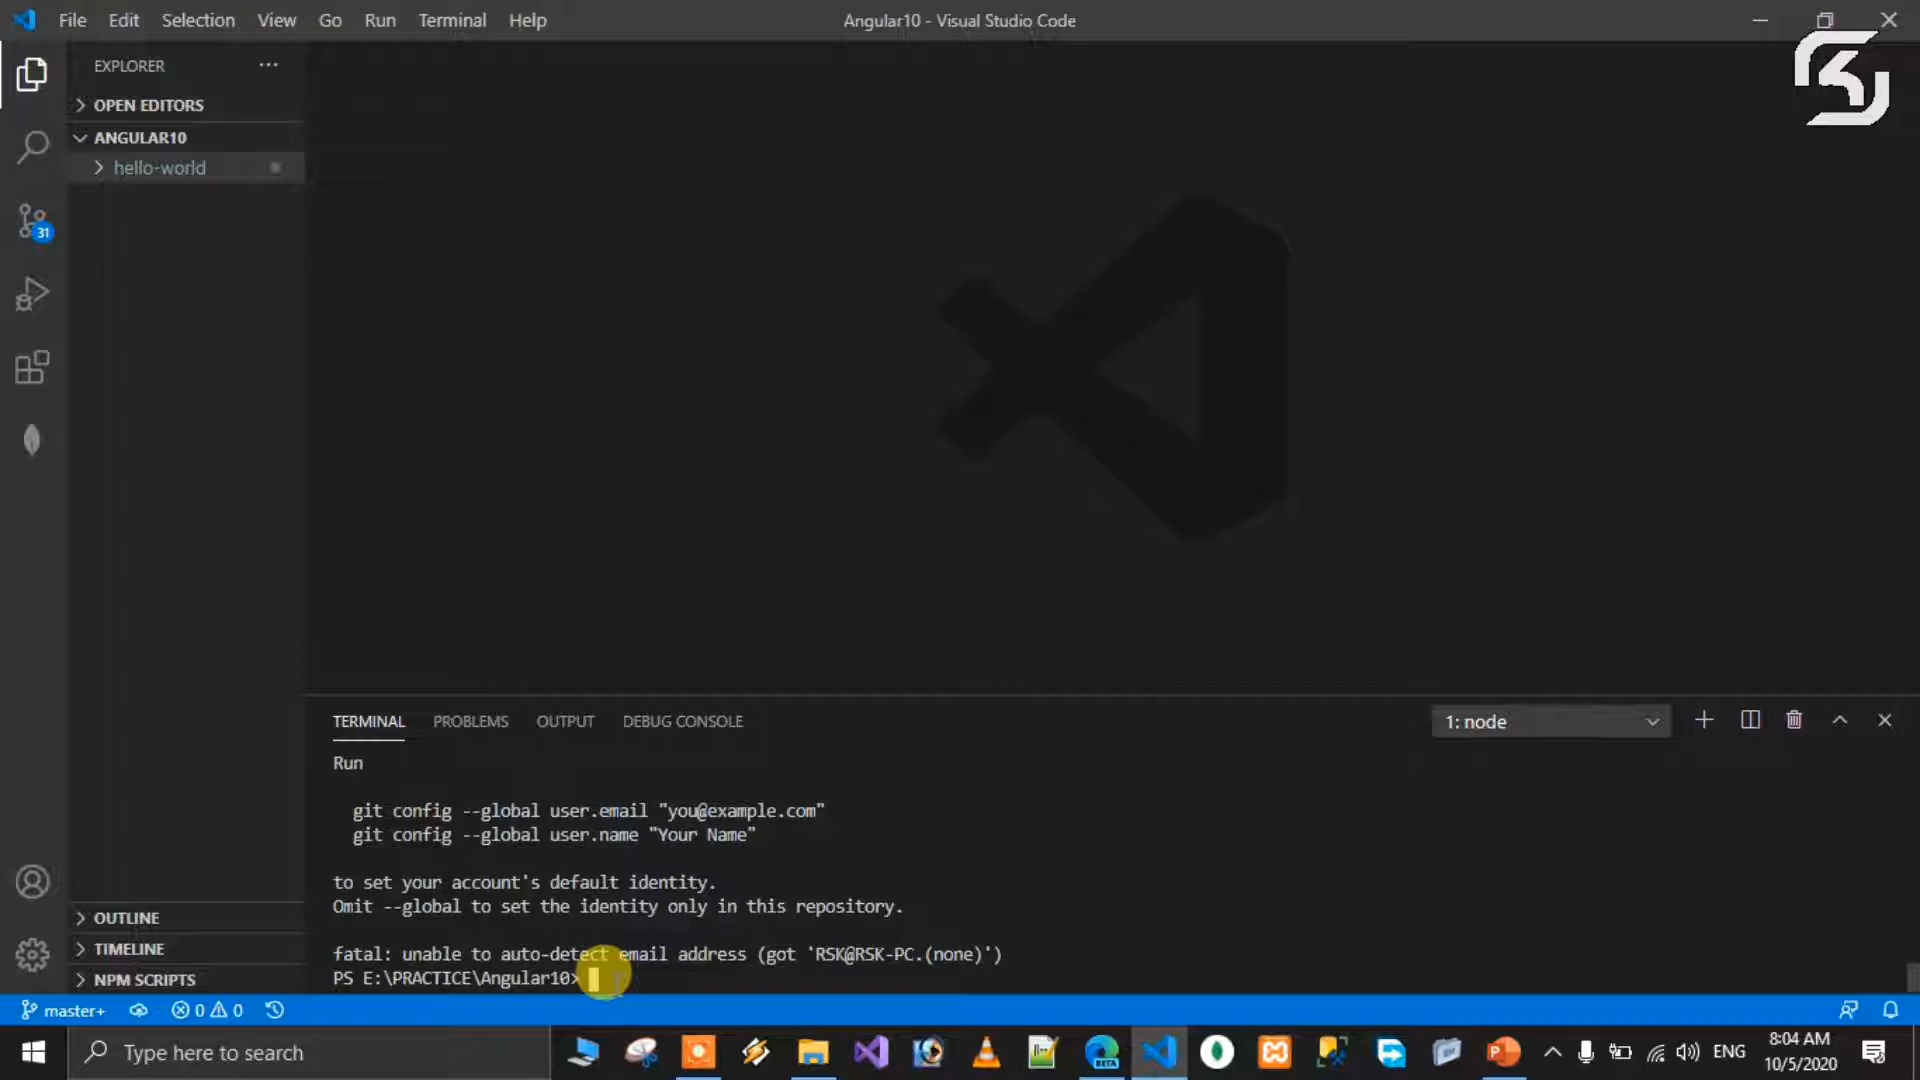 File Edit Selection View Go Run Terminal Help
Angular10 - Visual Studio Code
EXPLORER
OPEN EDITORS
ANGULAR10
hello-world
31
TERMINAL PROBLEMS OUTPUT DEBUG CONSOLE
1: node
Run
git config --global user.email "you@example.com"
git config --global user.name "Your Name"
to set your account's default identity.
Omit --global to set the identity only in this repository.
fatal: unable to auto-detect email address (got 'RSK@RSK-PC.(none)')
PS E:\PRACTICE\Angular10>
OUTLINE
TIMELINE
NPM SCRIPTS
master+ 0 0
Type here to search
BETA
ENG
8:04 AM
10/5/2020